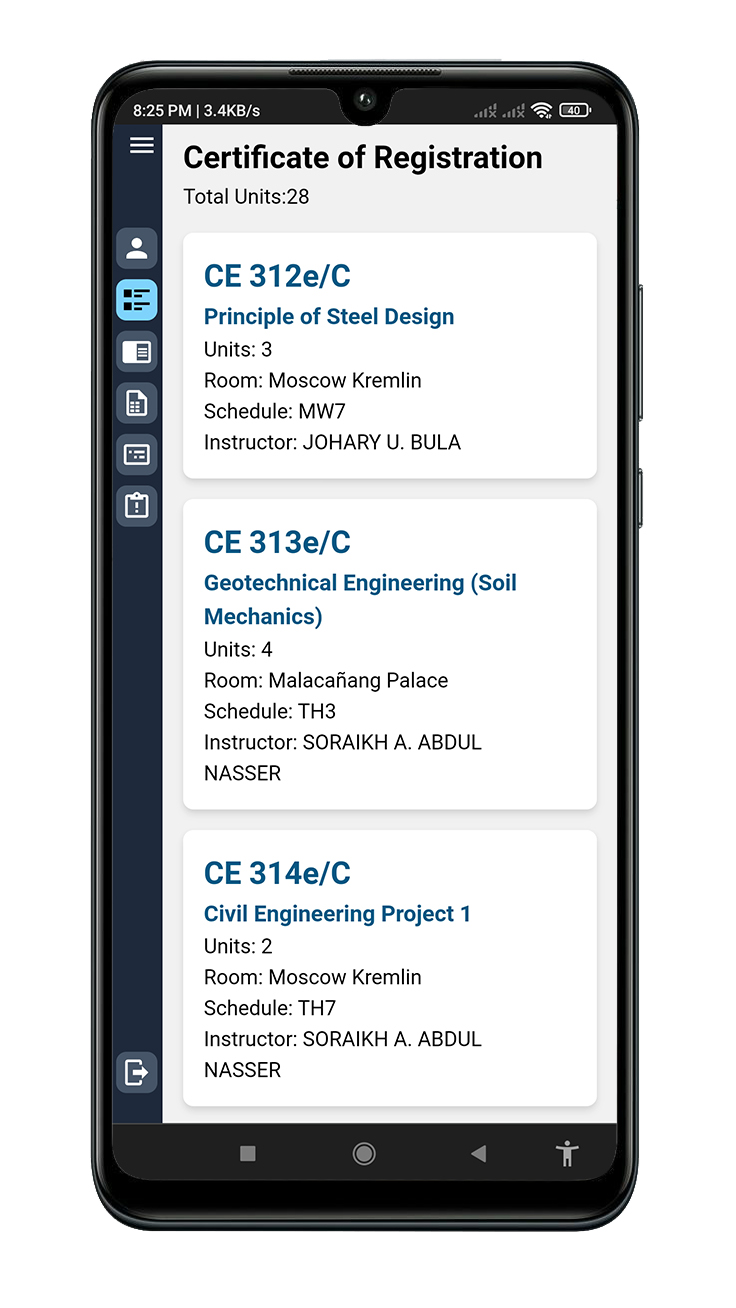 8:25 PM | 3.4KB/s
40
Certificate of Registration
Total Units:28
CE 312e/C
Principle of Steel Design
Units: 3
Room: Moscow Kremlin
Schedule: MW7
Instructor: JOHARY U. BULA
CE 313e/C
Geotechnical Engineering (Soil
Mechanics)
Units: 4
Room: Malacañang Palace
Schedule: TH3
Instructor: SORAIKH A. ABDUL
NASSER
CE 314e/C
Civil Engineering Project 1
Units: 2
Room: Moscow Kremlin
Schedule: TH7
Instructor: SORAIKH A. ABDUL
NASSER